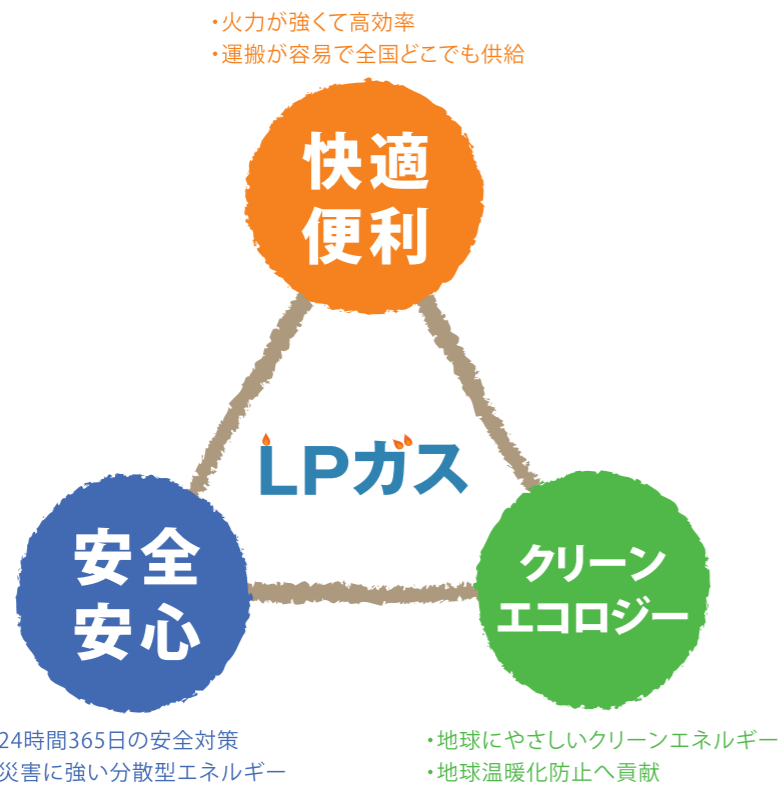 ・火力が強くて高効率
・運搬が容易で全国どこでも供給
快適
便利
LPガス
安全
安心
クリーン
エコロジー
24時間365日の安全対策
災害に強い分散型エネルギー
・地球にやさしいクリーンエネルギー
・地球温暖化防止へ貢献